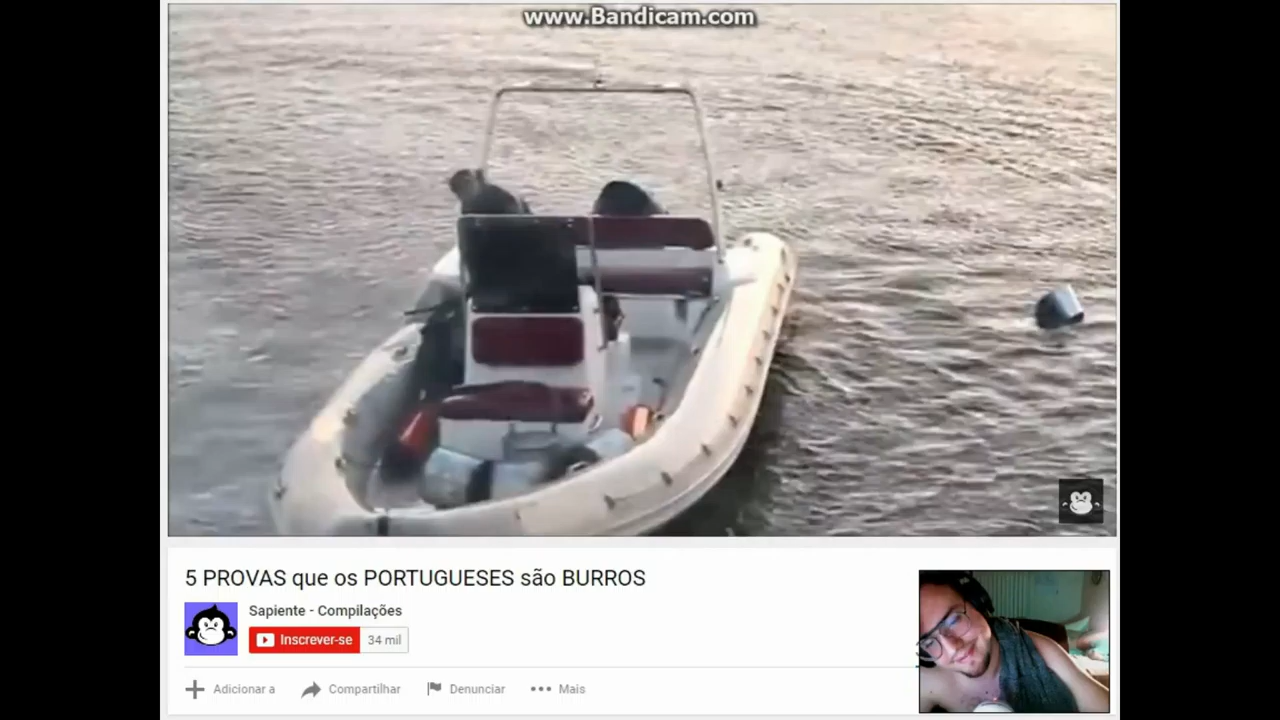 www.Bandicam.com
5 PROVAS que os PORTUGUESES são BURROS
Sapiente - Compilações
Inscrever-se 34 mil
Adicionar a Compartilhar Denunciar Mais